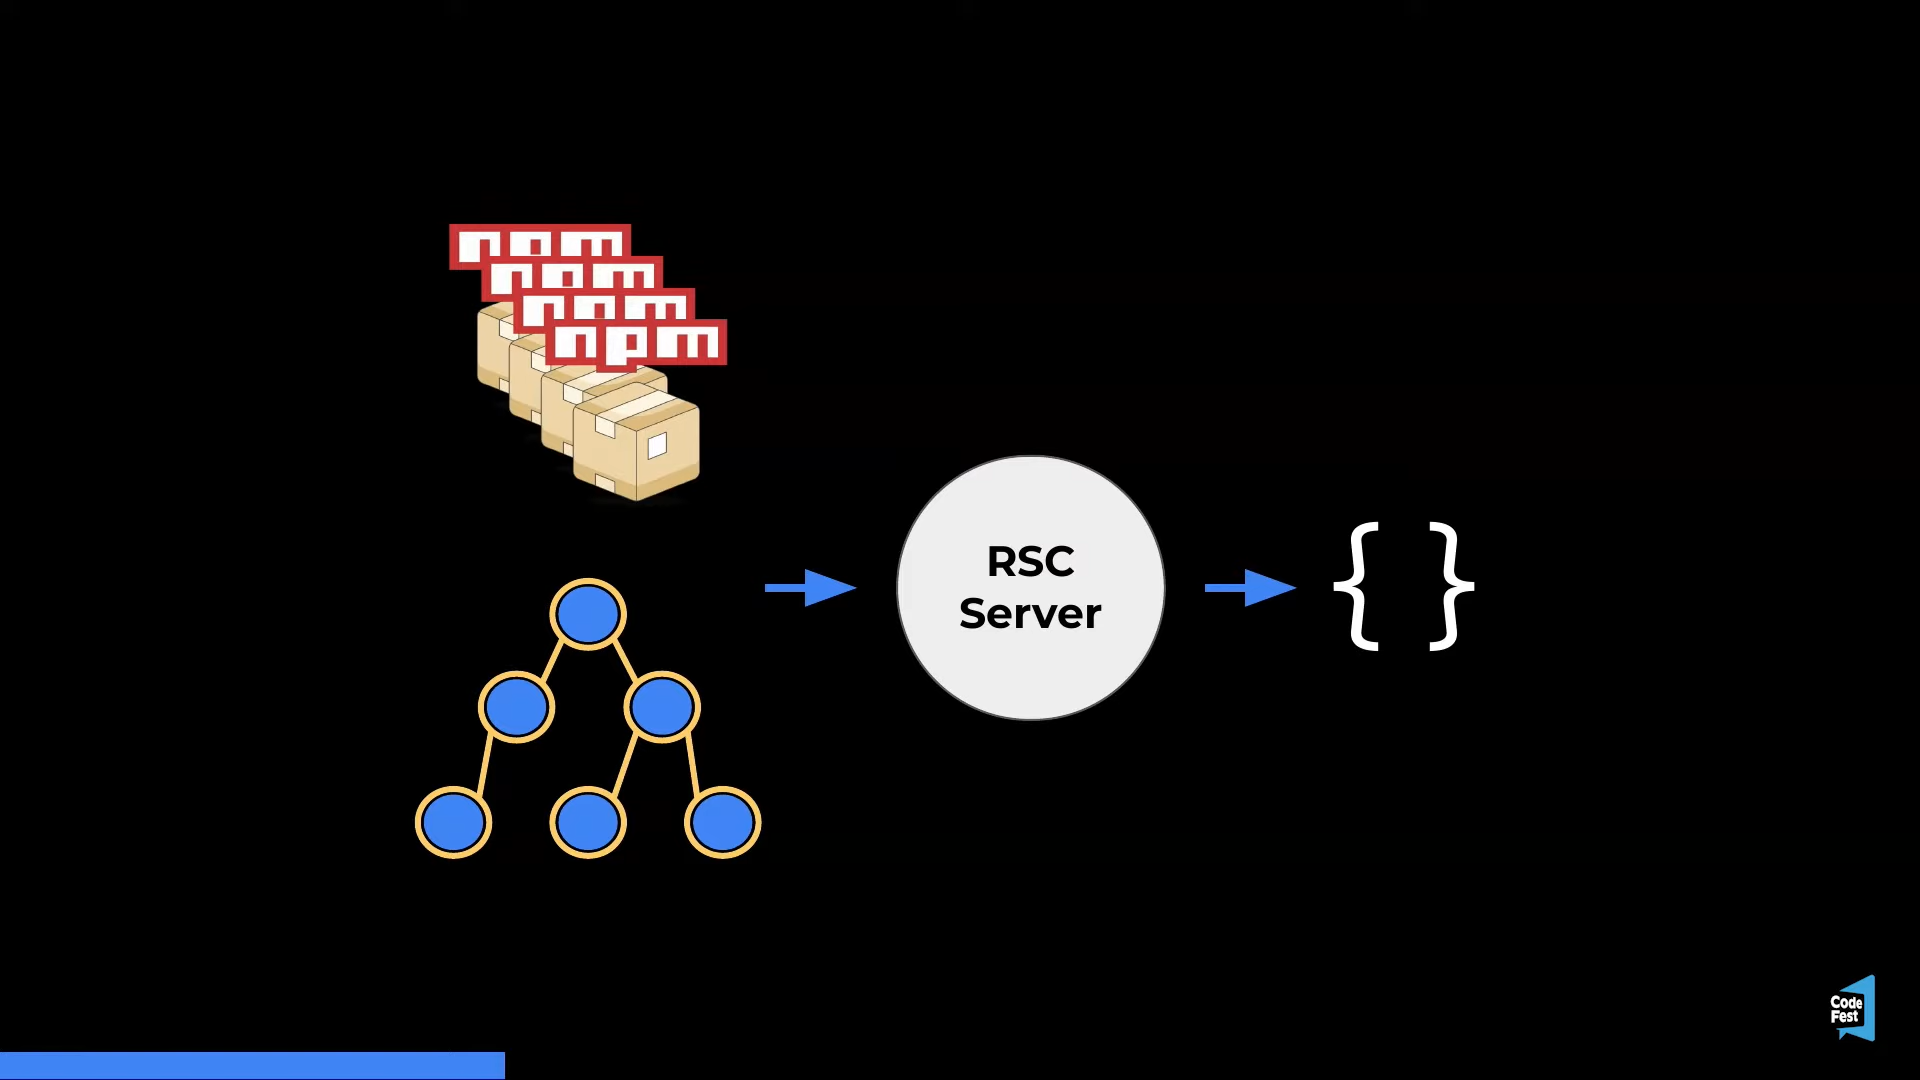 npm
npm
npm
npm
RSC
Server
{ }
Code
Fest